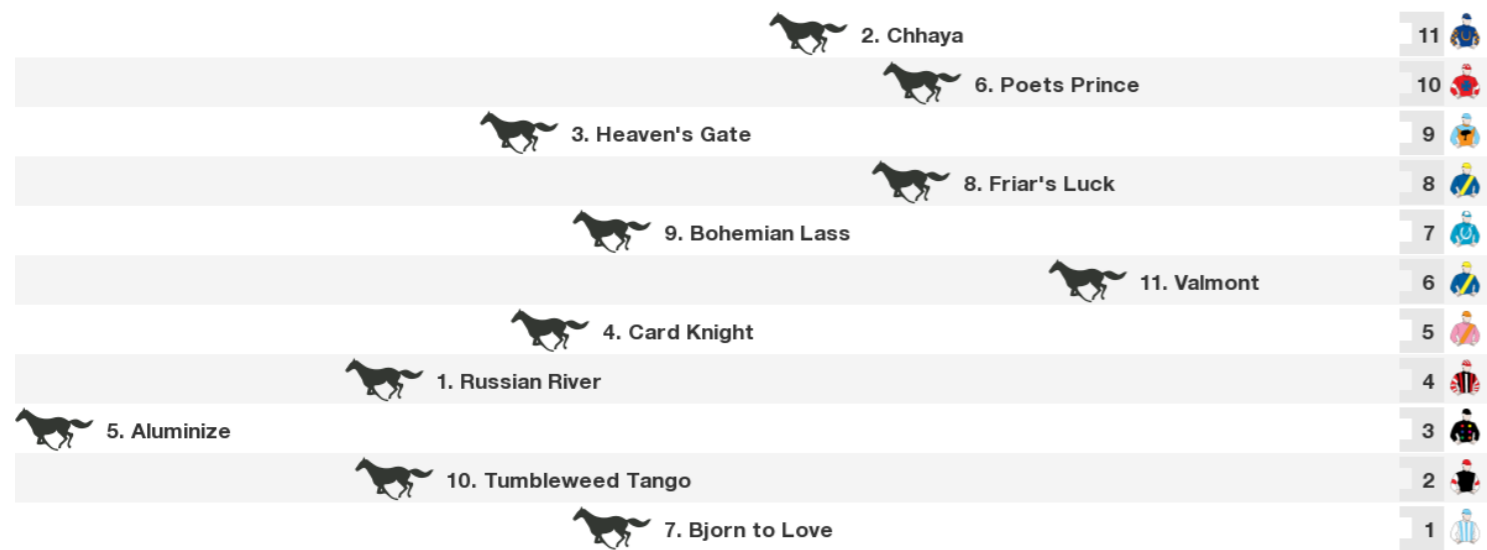 2. Chhaya 11
6. Poets Prince 10
3. Heaven's Gate 9
8. Friar's Luck 8
9. Bohemian Lass 7
11. Valmont 6
4. Card Knight 5
1. Russian River 4
5. Aluminize 3
10. Tumbleweed Tango 2
7. Bjorn to Love 1